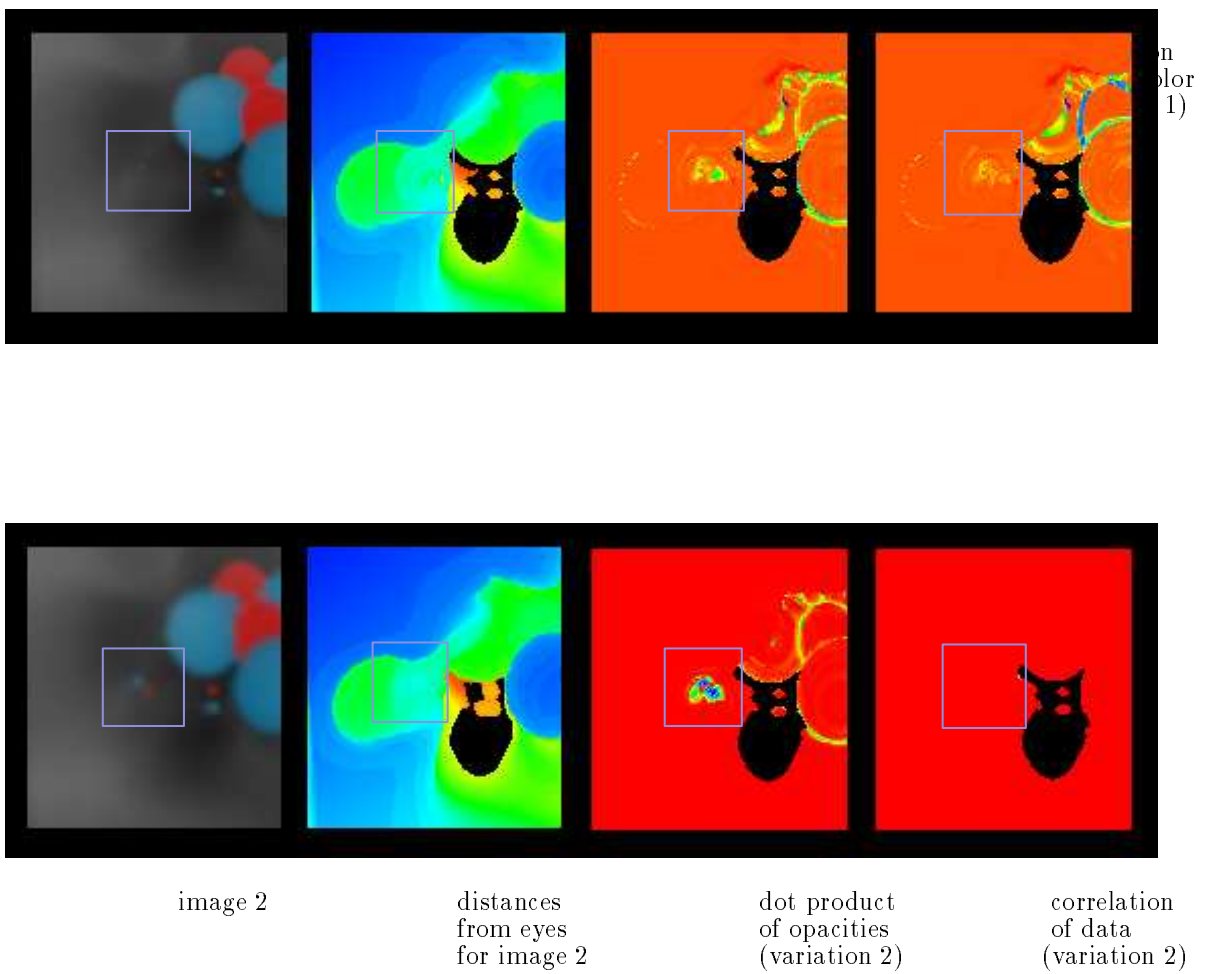 1)
image 2
distances
from eyes
for image 2
dot product
of opacities
(variation 2)
correlation
of data
(variation 2)